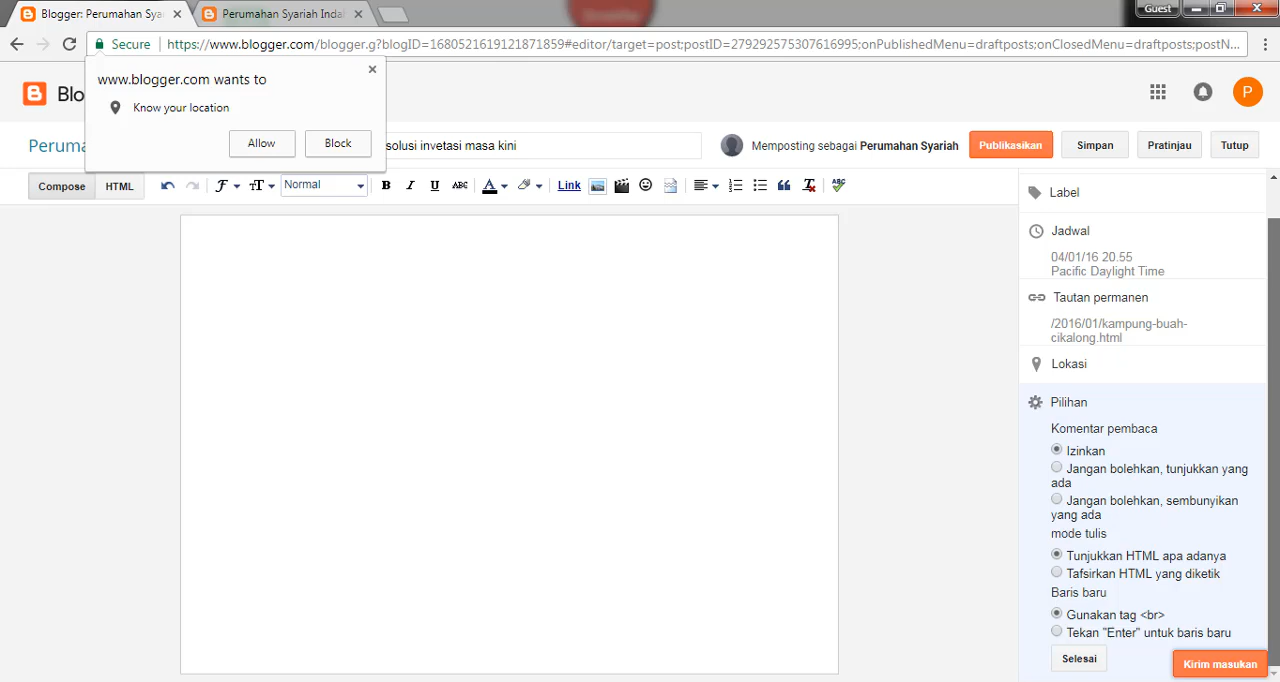 Blogger: Perumahan Sya
Perumahan Syariah Indah
Guest
Secure
https://www.blogger.com/blogger.g?blogID=1680521619121871859#editor/target=post;postID=279292575307616995;onPublishedMenu=draftposts;onClosedMenu=draftposts;postN...
www.blogger.com wants to
Know your location
Allow
Block
Blo
P
Peruma
solusi invetasi masa kini
Memposting sebagai Perumahan Syariah
Publikasikan
Simpan
Pratinjau
Tutup
Compose
HTML
Normal
B I U ABC A
Link
ABC
Label
Jadwal
04/01/16 20.55
Pacific Daylight Time
Tautan permanen
/2016/01/kampung-buah-
cikalong.html
Lokasi
Pilihan
Komentar pembaca
Izinkan
Jangan bolehkan, tunjukkan yang
ada
Jangan bolehkan, sembunyikan
yang ada
mode tulis
Tunjukkan HTML apa adanya
Tafsirkan HTML yang diketik
Baris baru
Gunakan tag <br>
Tekan "Enter" untuk baris baru
Selesai
Kirim masukan